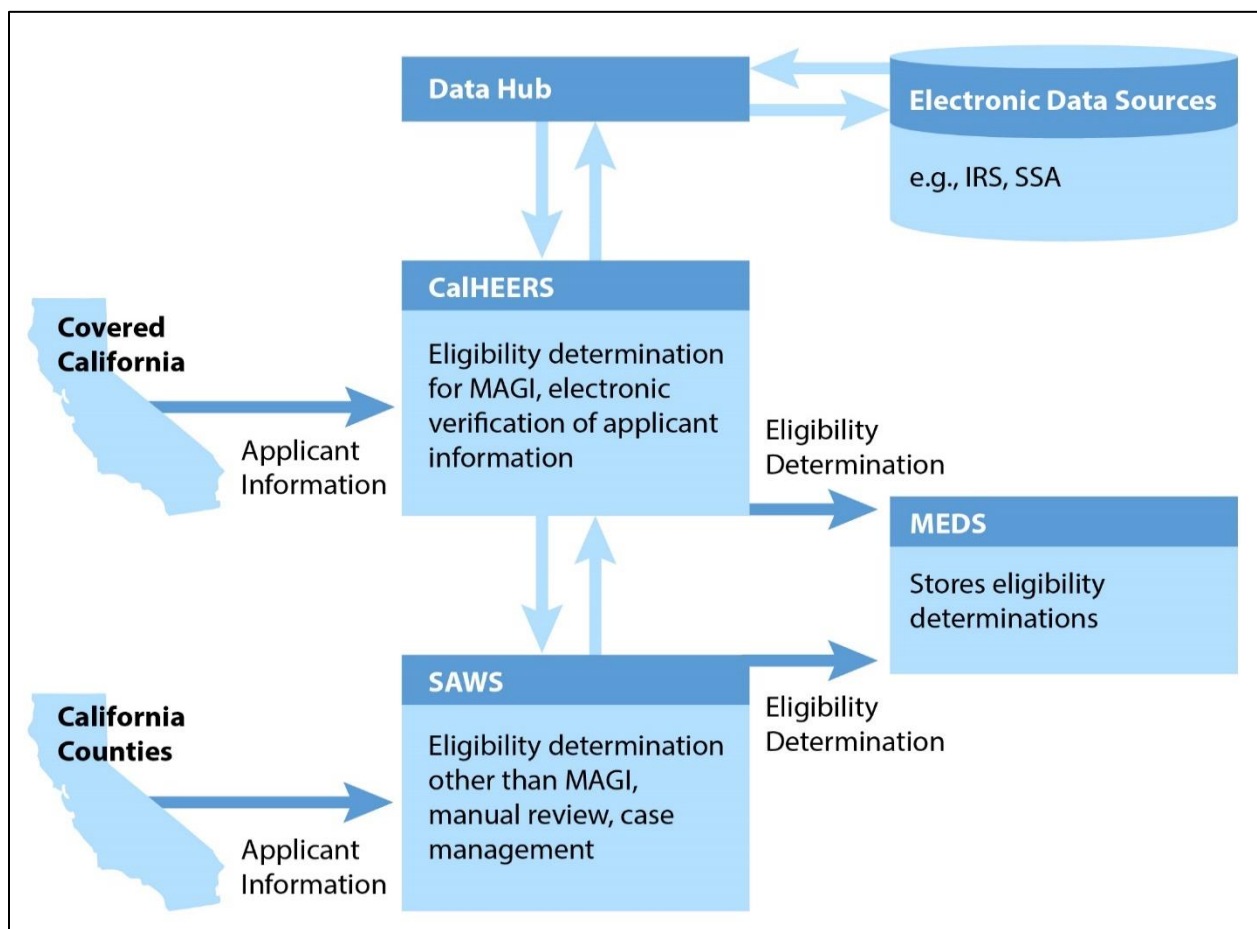 Data Hub
Electronic Data Sources
e.g., IRS, SSA
CalHEERS
Eligibility determination
for MAGI, electronic
verification of applicant
information
Covered
California
Applicant
Information
Eligibility
Determination
MEDS
Stores eligibility
determinations
SAWS
Eligibility determination
other than MAGI,
manual review, case
management
California
Counties
Applicant
Information
Eligibility
Determination